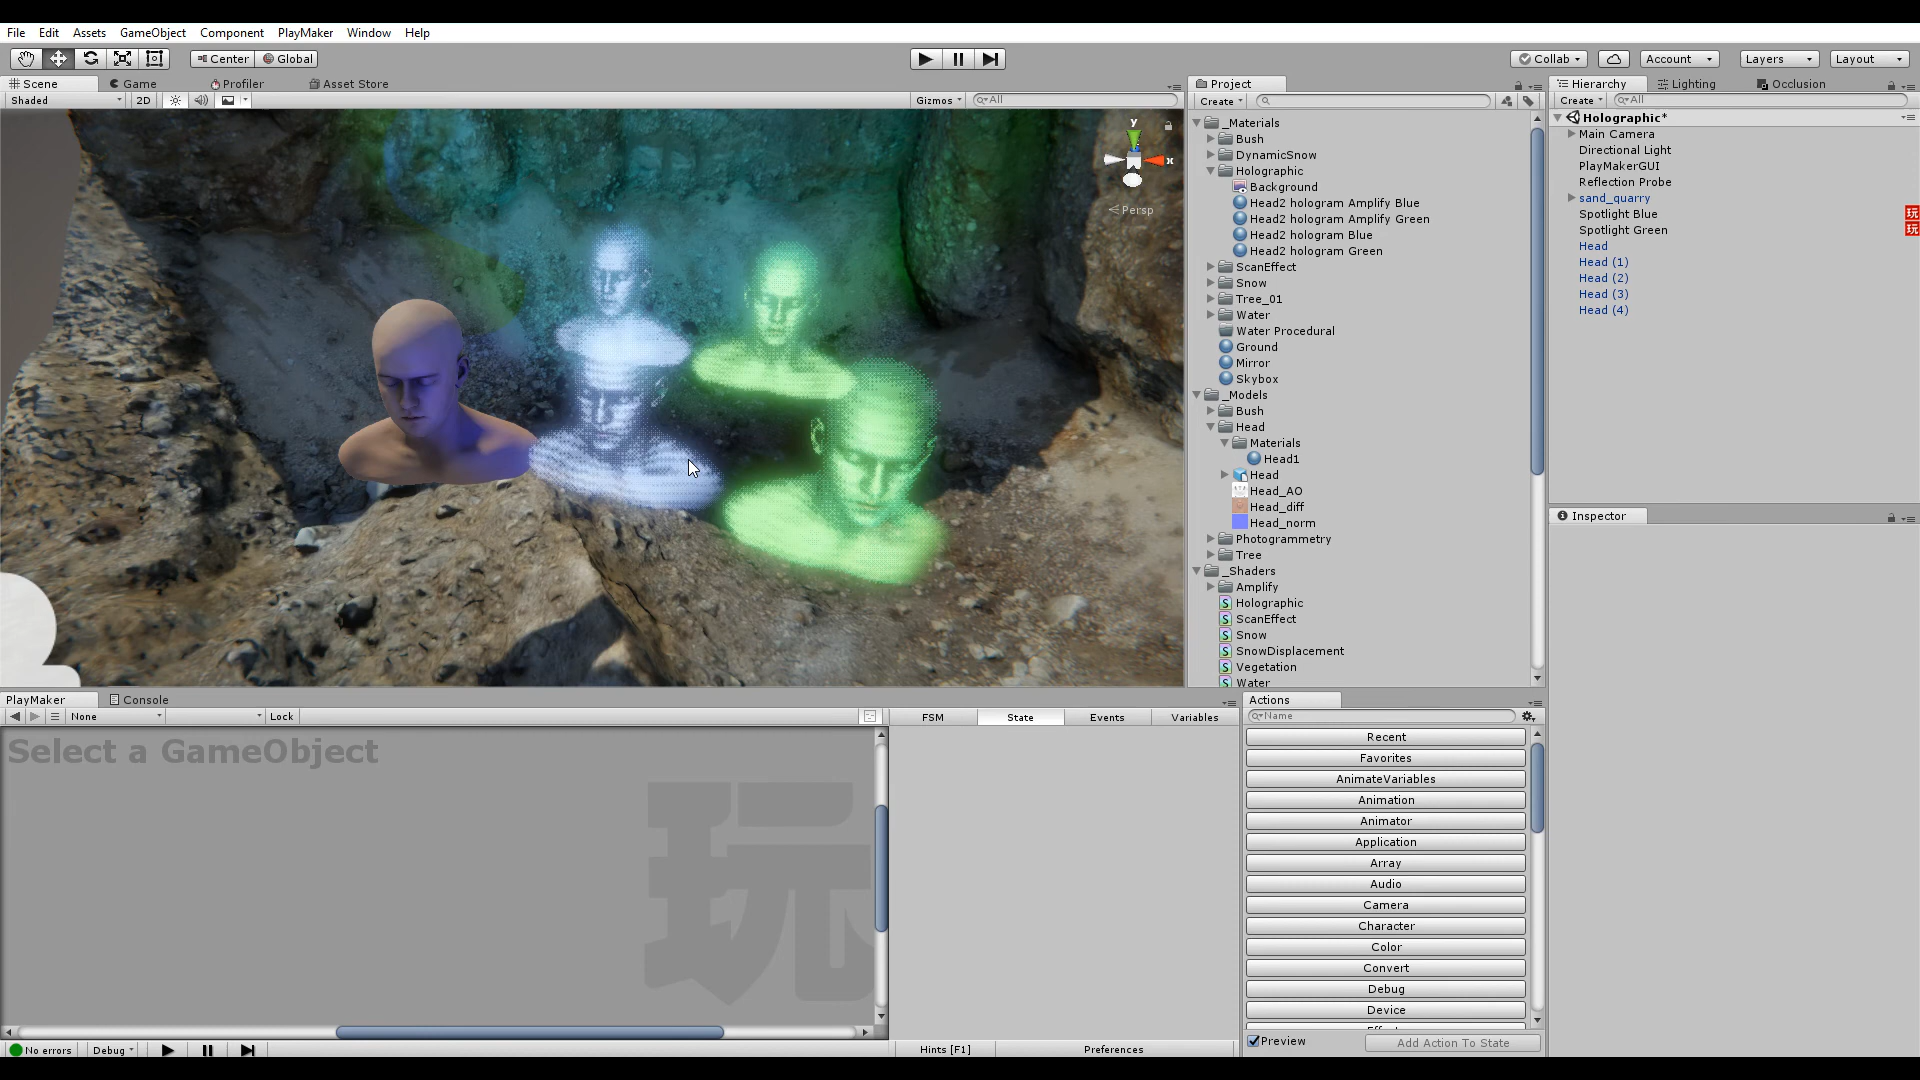 File Edit Assets GameObject Component PlayMaker Window Help
Center Global
Collab Account Layers Layout
Scene Game Profiler Asset Store
Shaded 2D Gizmos All
y
x
Persp
Project
Create
_Materials
Bush
DynamicSnow
Holographic
Background
Head2 hologram Amplify Blue
Head2 hologram Amplify Green
Head2 hologram Blue
Head2 hologram Green
ScanEffect
Snow
Tree_01
Water
Water Procedural
Ground
Mirror
Skybox
_Models
Bush
Head
Materials
Head1
Head
Head_AO
Head_diff
Head_norm
Photogrammetry
Tree
_Shaders
Amplify
Holographic
ScanEffect
Snow
SnowDisplacement
Vegetation
Water
Hierarchy Lighting Occlusion
Create All
Holographic*
Main Camera
Directional Light
PlayMakerGUI
Reflection Probe
sand_quarry
Spotlight Blue 玩
Spotlight Green 玩
Head
Head (1)
Head (2)
Head (3)
Head (4)
Inspector
PlayMaker Console
None Lock
Select a GameObject
玩
No errors Debug
FSM State Events Variables
Hints [F1] Preferences
Actions
Name
Recent
Favorites
AnimateVariables
Animation
Animator
Application
Array
Audio
Camera
Character
Color
Convert
Debug
Device
Preview Add Action To State